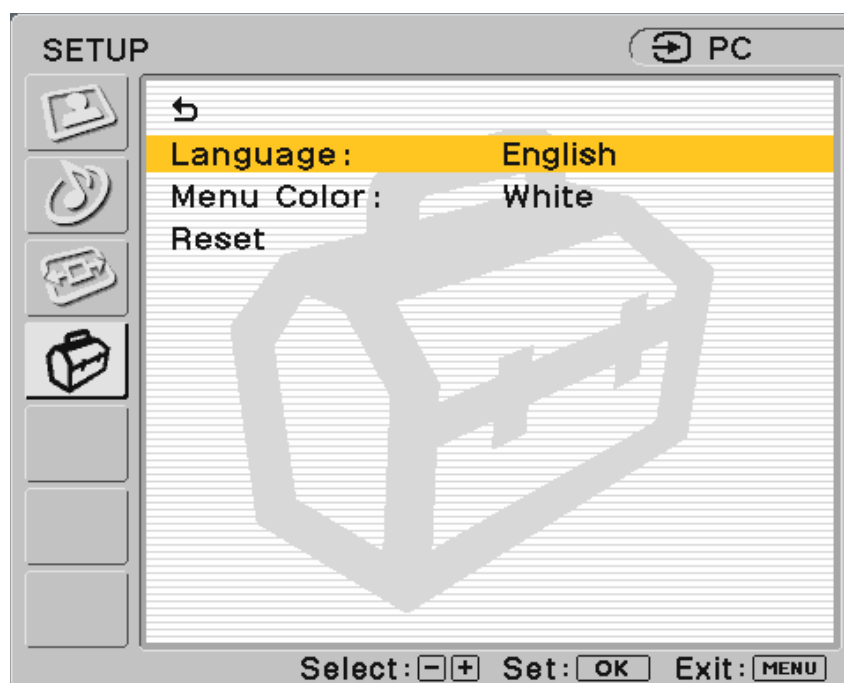 SETUP PC
Language: English
Menu Color: White
Reset
Select: - + Set: OK Exit: MENU